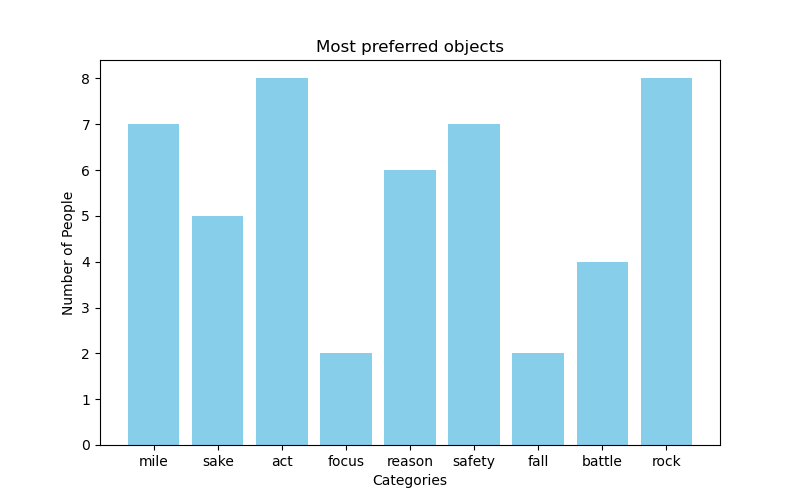 Most preferred objects
Number of People
8
7
6
5
4
3
2
1
0
mile sake act focus reason safety fall battle rock
Categories